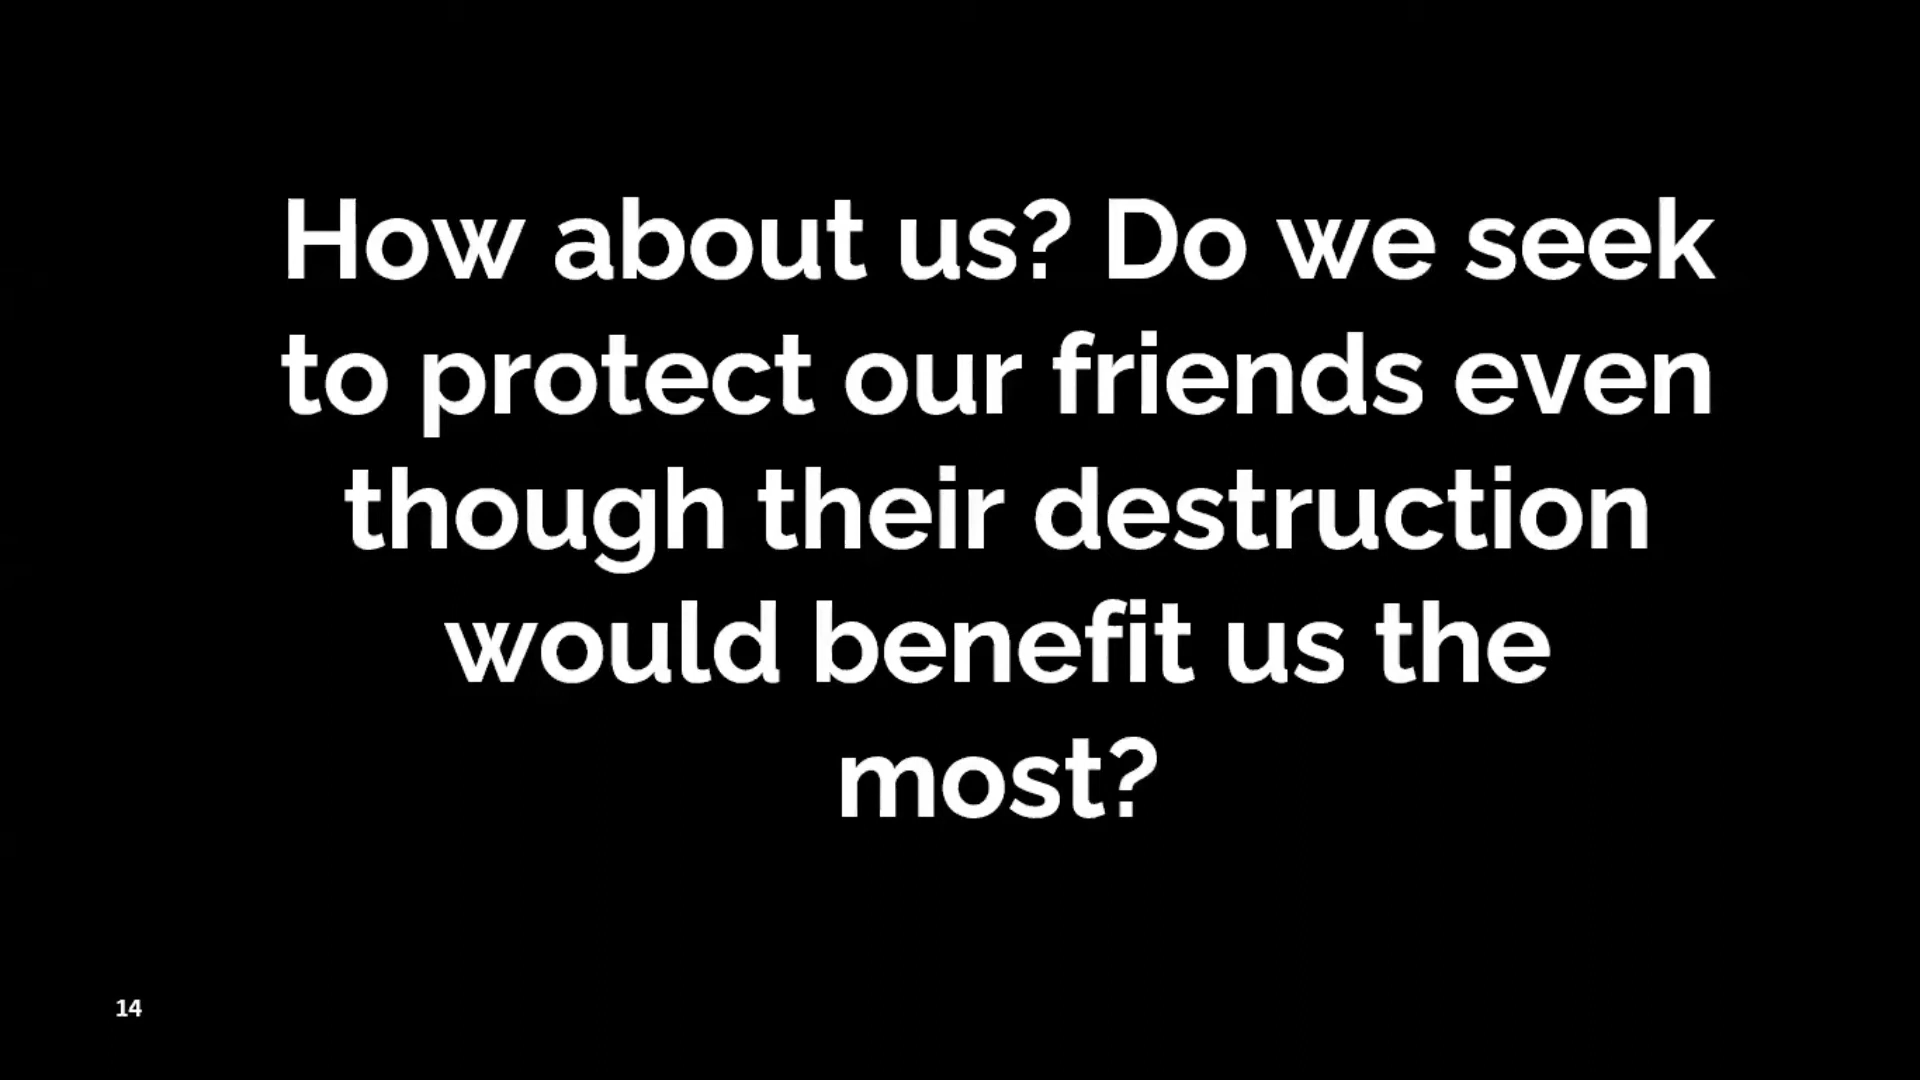 How about us? Do we seek
to protect our friends even
though their destruction
would benefit us the
most?
14